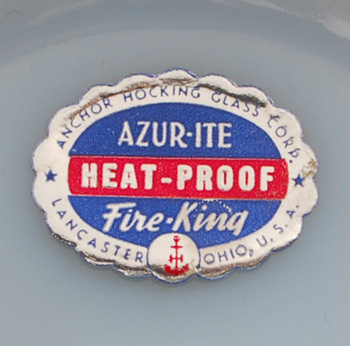 ANCHOR HOCKING GLASS CORP.
AZUR-ITE
HEAT-PROOF
Fire-King
LANCASTER OHIO, U.S.A.